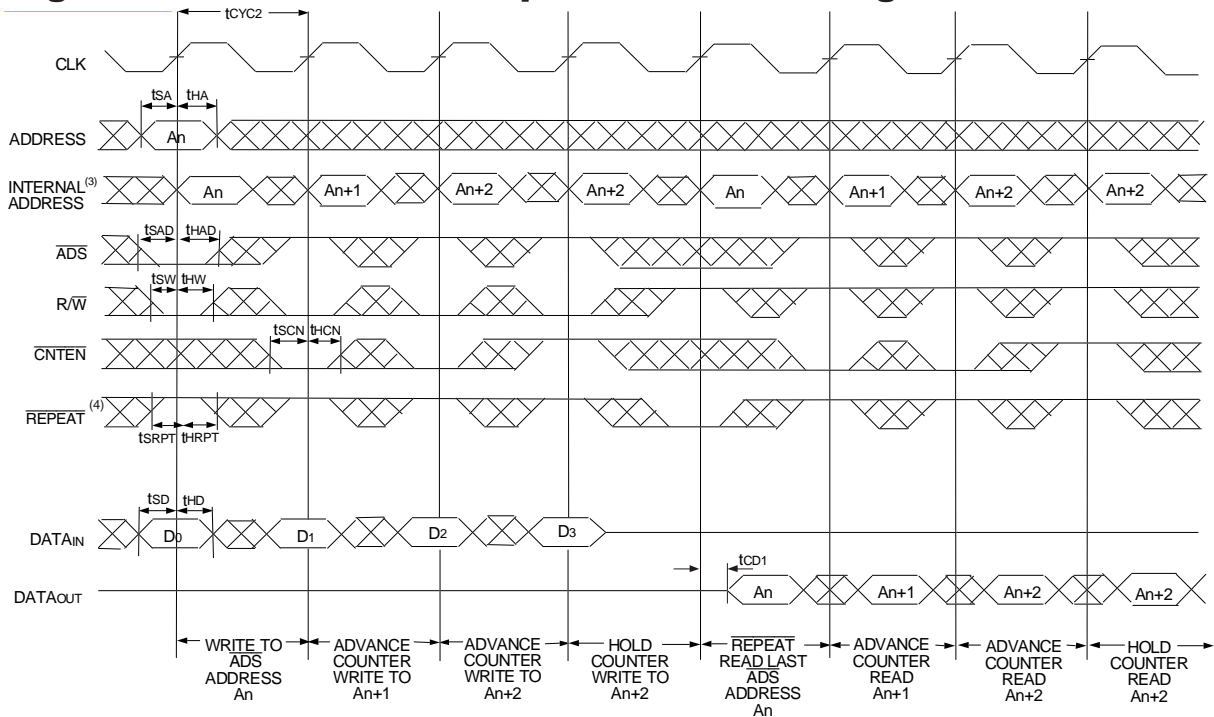 tCYC2
CLK
tSA tHA
ADDRESS An
INTERNAL(3) ADDRESS An An+1 An+2 An+2 An An+1 An+2 An+2
tSAD tHAD
ADS
tSW tHW
R/W
tSCN tHCN
CNTEN
REPEAT (4)
tSRPT tHRPT
tSD tHD
DATAIN D0 D1 D2 D3
tCD1
DATAOUT An An+1 An+2 An+2
WRITE TO ADS ADDRESS An
ADVANCE COUNTER WRITE TO An+1
ADVANCE COUNTER WRITE TO An+2
HOLD COUNTER WRITE TO An+2
REPEAT READ LAST ADS ADDRESS An
ADVANCE COUNTER READ An+1
ADVANCE COUNTER READ An+2
HOLD COUNTER READ An+2